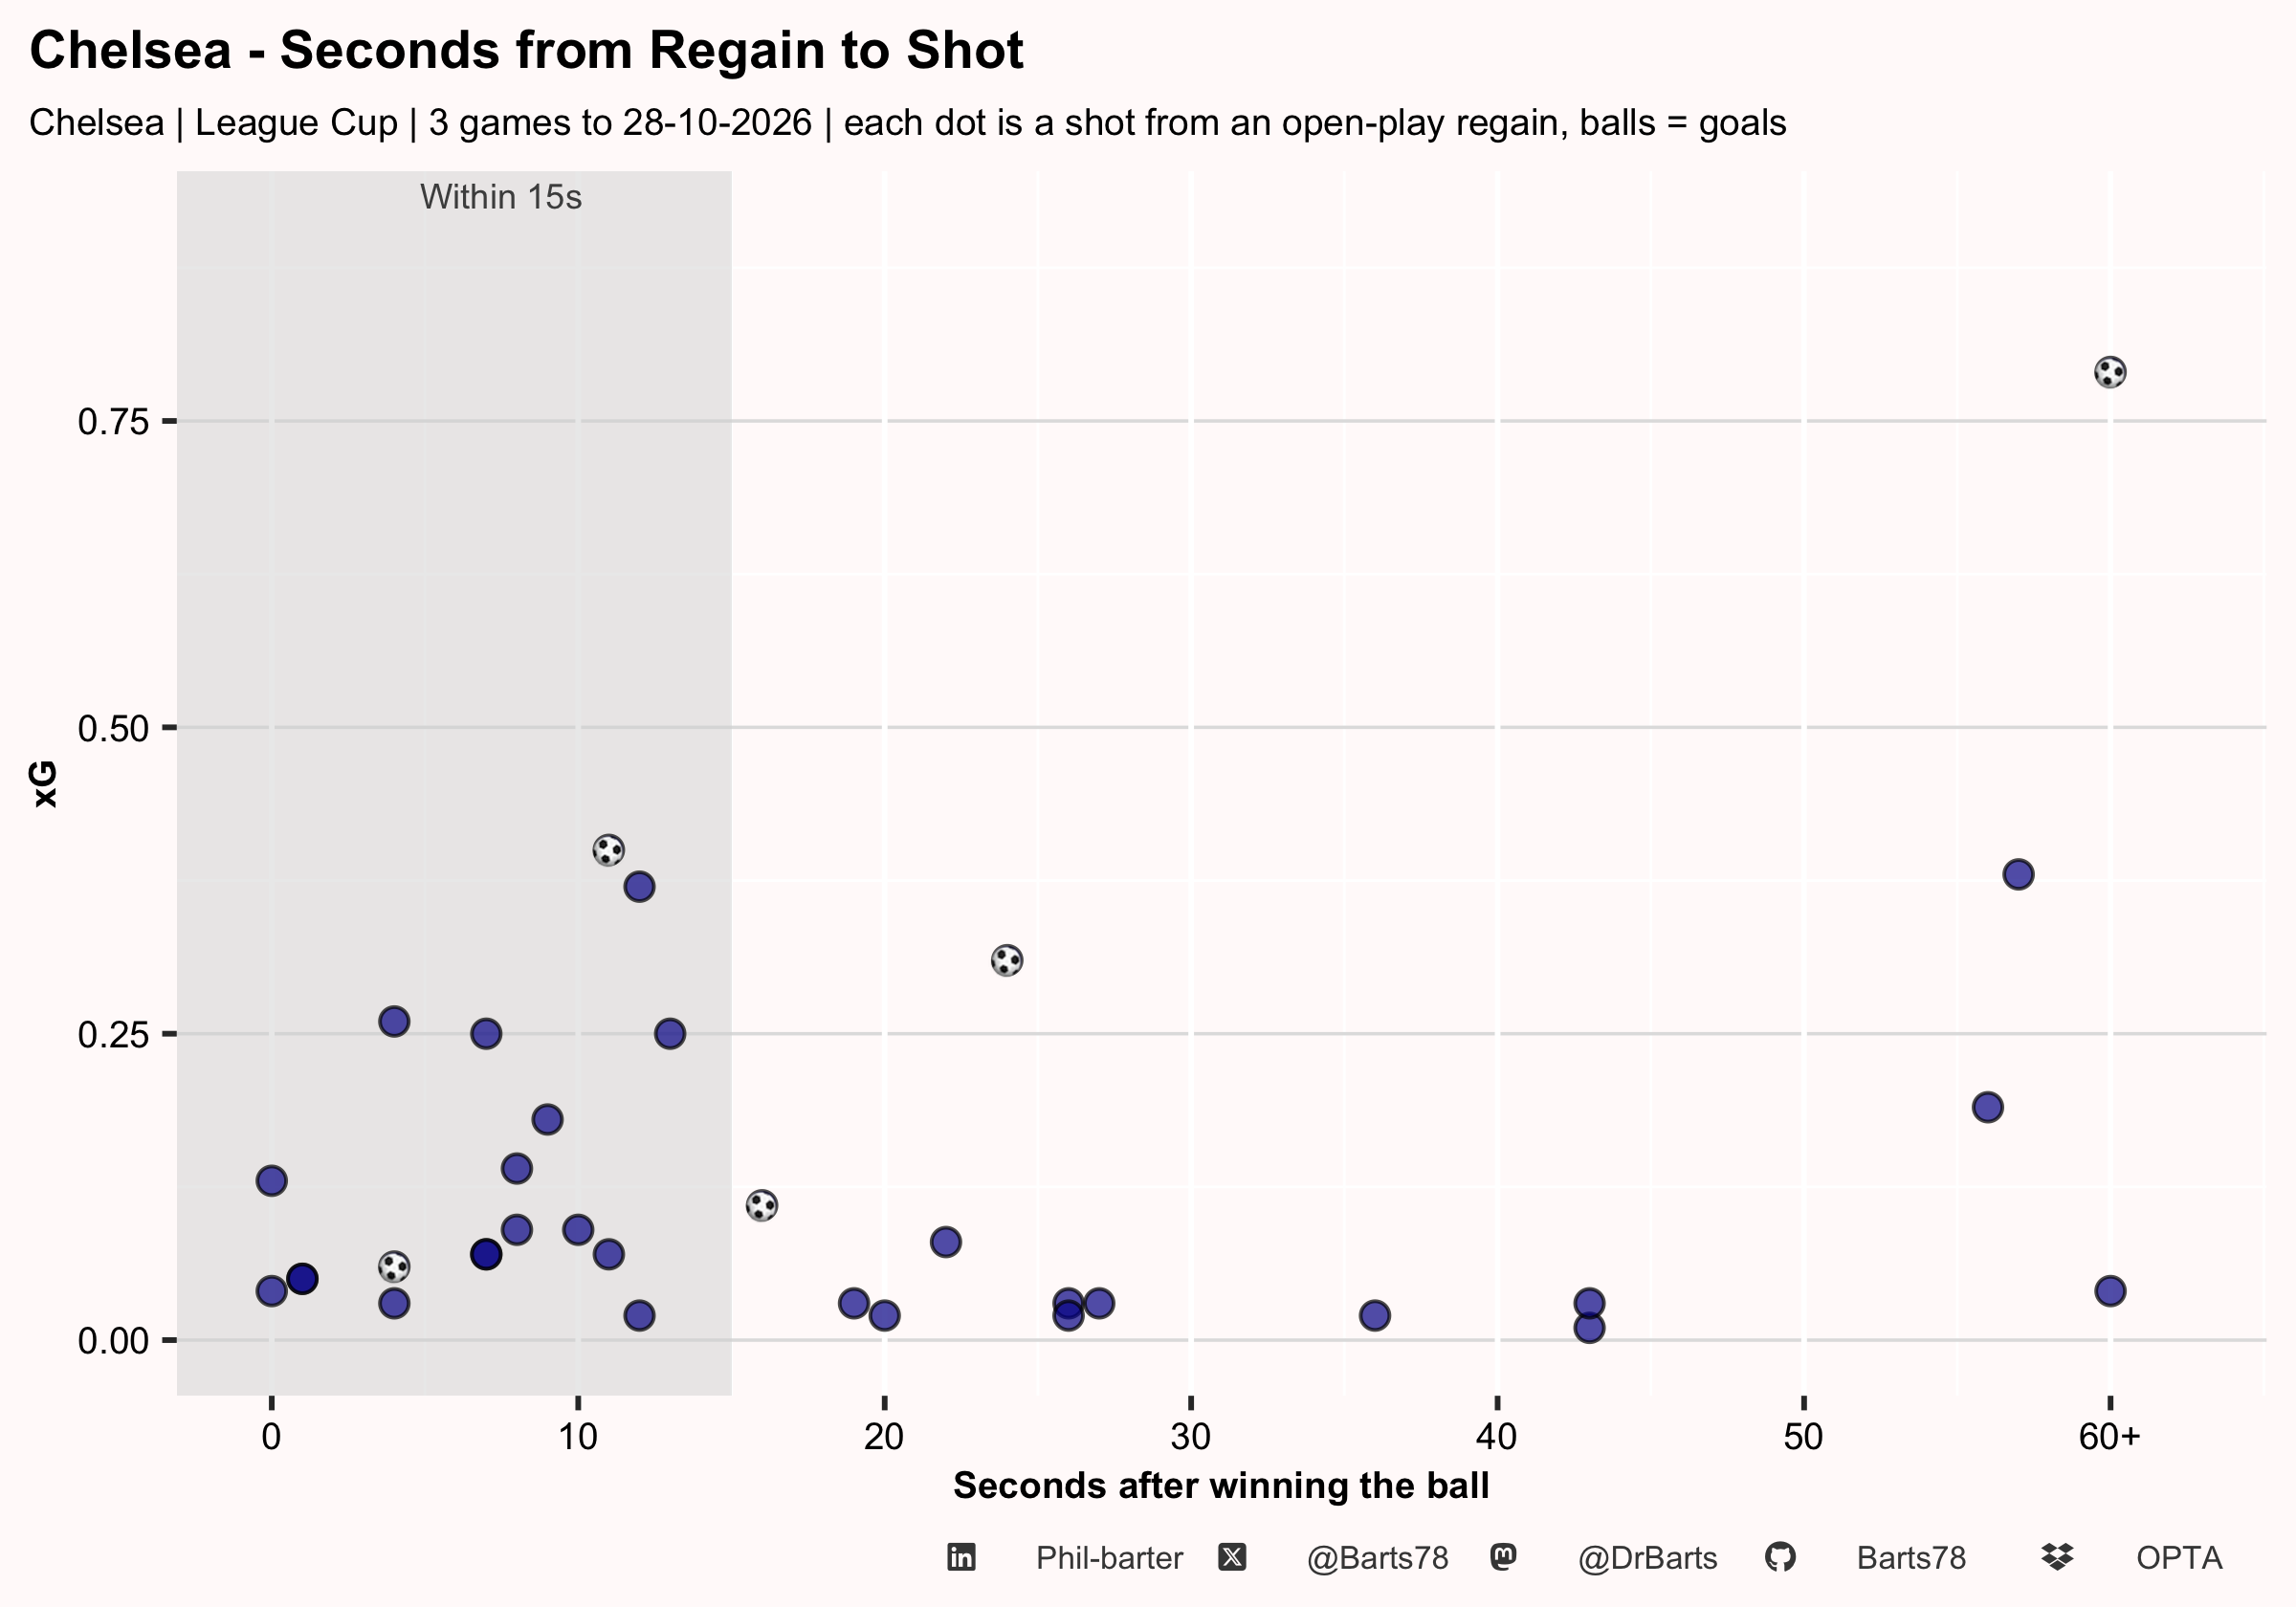 Chelsea - Seconds from Regain to Shot
Chelsea | League Cup | 3 games to 28-10-2026 | each dot is a shot from an open-play regain, balls = goals
Within 15s
0.75
0.50
0.25
0.00
xG
0 10 20 30 40 50 60+
Seconds after winning the ball
Phil-barter @Barts78 @DrBarts Barts78 OPTA